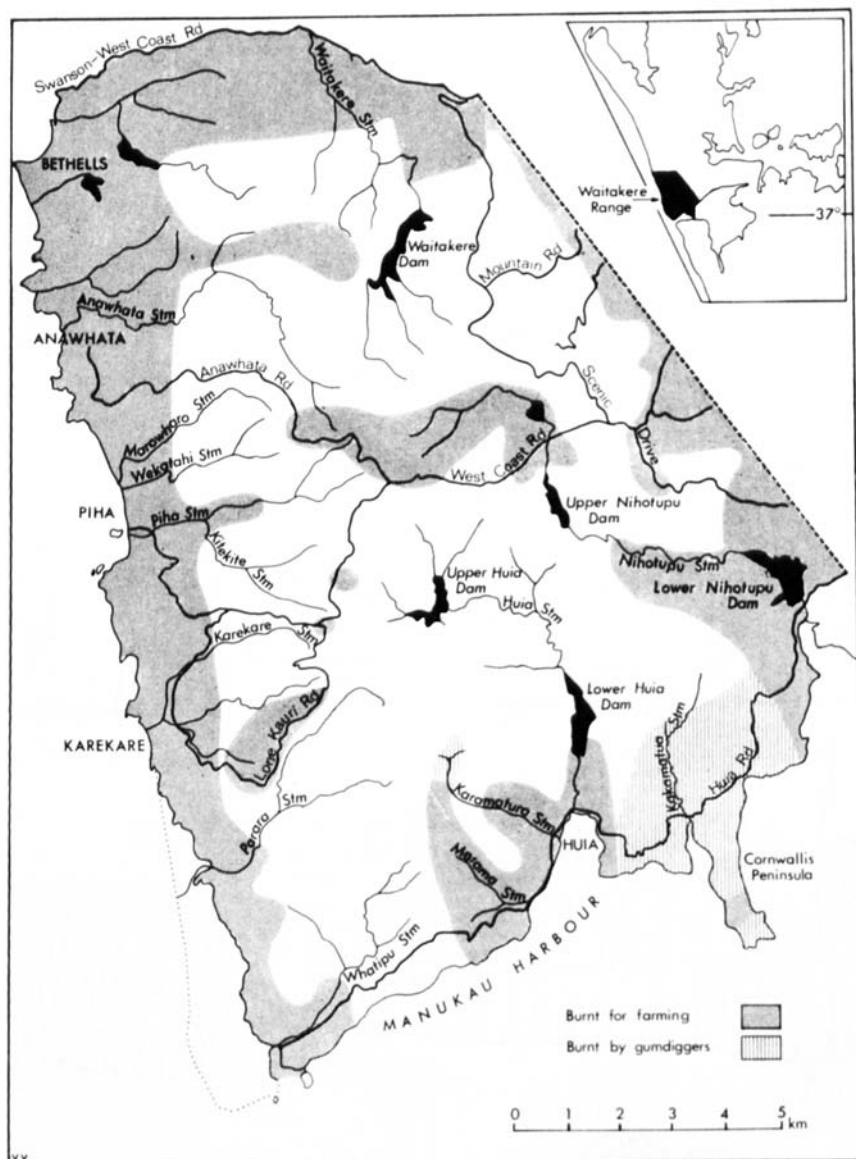 Swanson-West Coast Rd
Waitakere Stm
BETHELLS
Waitakere
Range
37°
Waitakere
Dam
Mountain Rd
Anawhata Stm
ANAWHATA
Anawhata Rd
Scenic
Drive
Marawharo Stm
Wekatahi Stm
West Coast Rd
PIHA
Piha Stm
Kitekite Stm
Upper Nihotupu
Dam
Nihotupu Stm
Lower Nihotupu
Dam
Upper Huia
Dam
Huia Stm
Karekare Stm
Lone Kauri Rd
Lower Huia
Dam
KAREKARE
Kakamatua Stm
Huia Rd
Pararo Stm
Karamatura Stm
HUIA
Marama Stm
Cornwallis
Peninsula
Whatipu Stm
MANUKAU HARBOUR
Burnt for farming
Burnt by gumdiggers
0 1 2 3 4 5
km